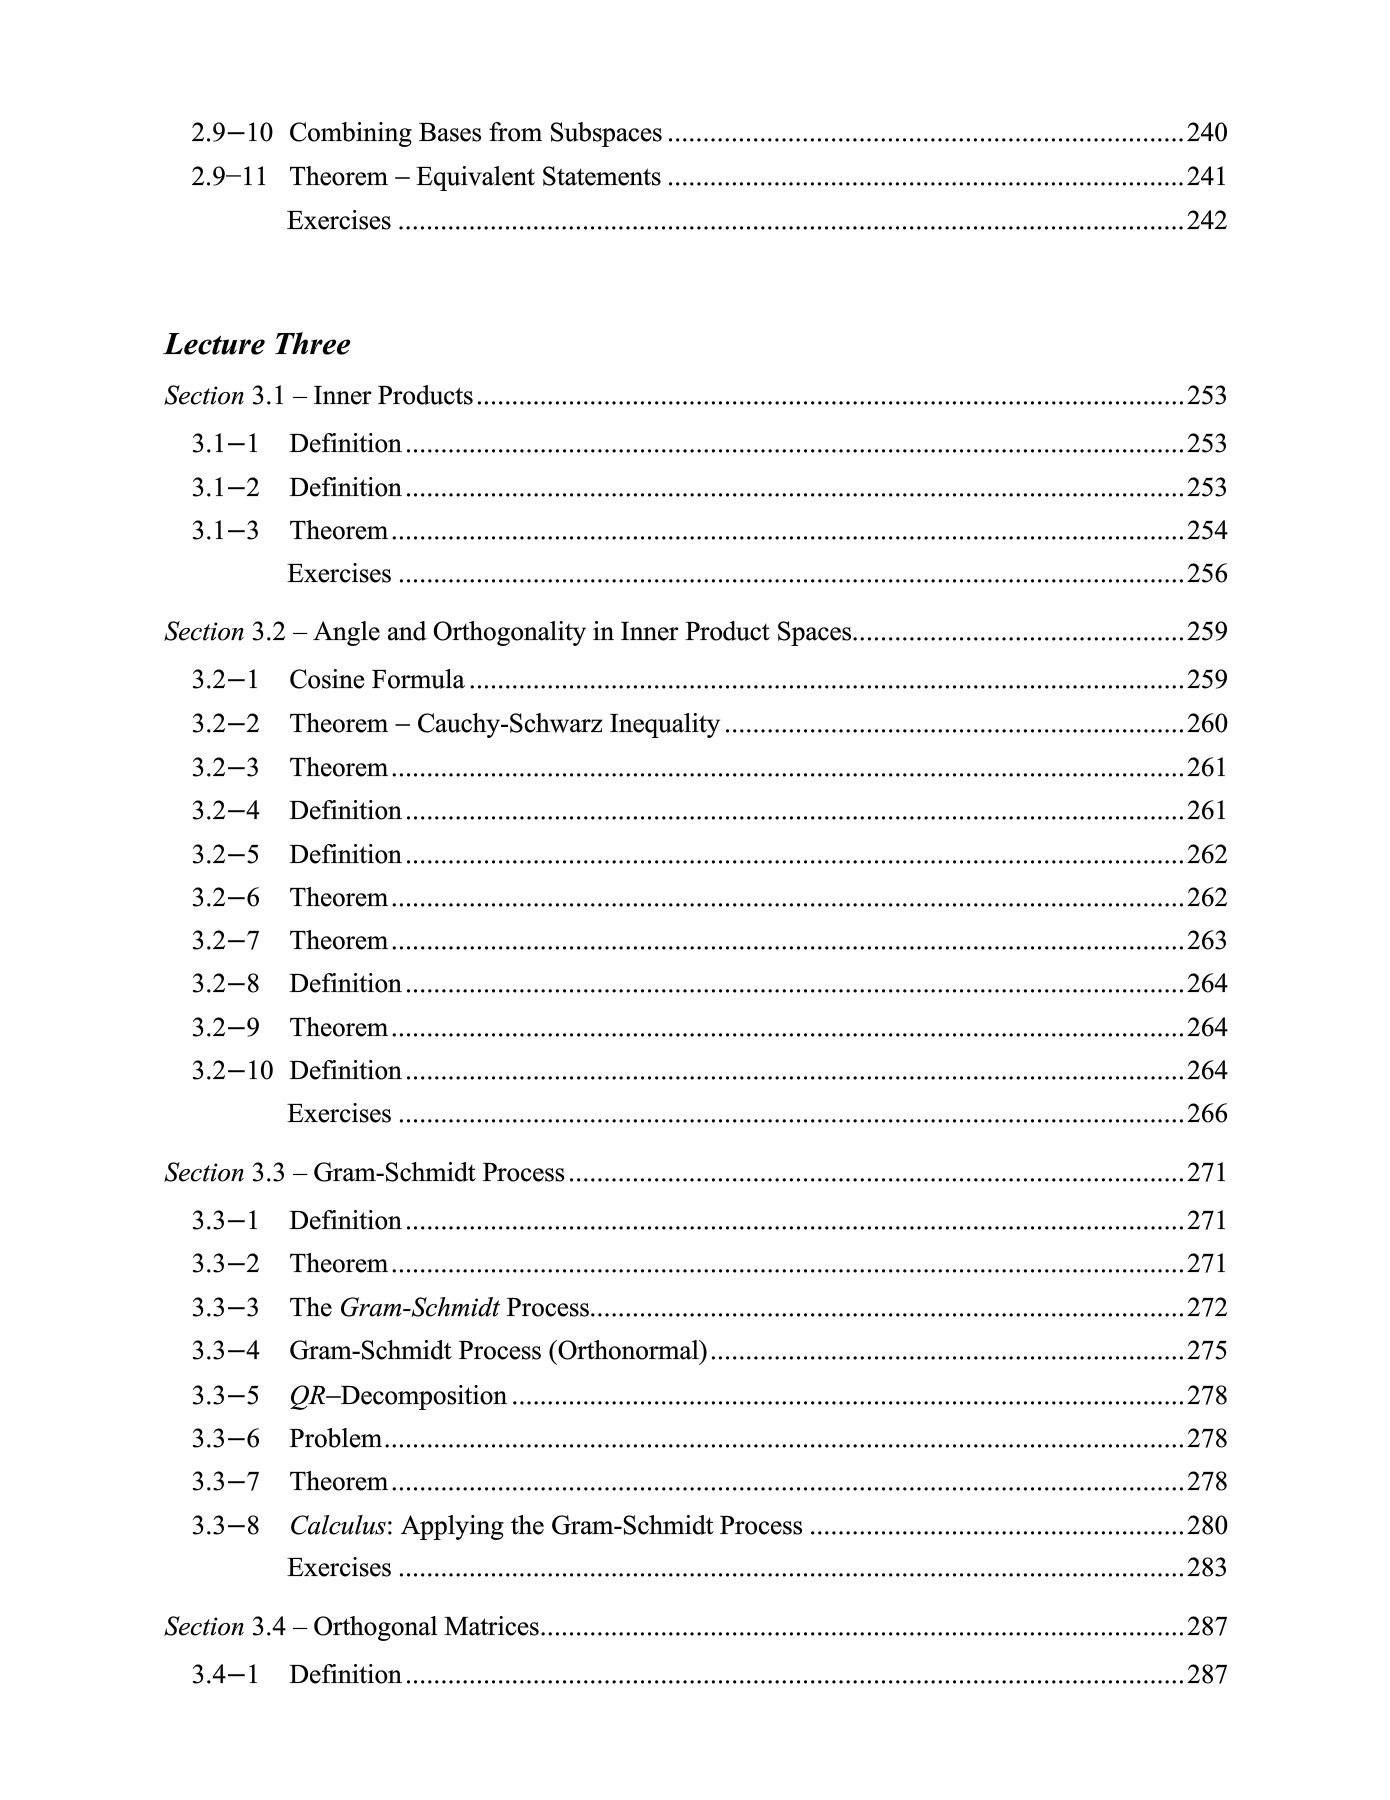 2.9−10 Combining Bases from Subspaces ........................................................................240
2.9−11 Theorem – Equivalent Statements ........................................................................241
Exercises ..............................................................................................................242
Lecture Three
Section 3.1 – Inner Products...................................................................................................253
3.1−1 Definition.............................................................................................................253
3.1−2 Definition.............................................................................................................253
3.1−3 Theorem...............................................................................................................254
Exercises ..............................................................................................................256
Section 3.2 – Angle and Orthogonality in Inner Product Spaces..............................................259
3.2−1 Cosine Formula ....................................................................................................259
3.2−2 Theorem – Cauchy-Schwarz Inequality ................................................................260
3.2−3 Theorem...............................................................................................................261
3.2−4 Definition.............................................................................................................261
3.2−5 Definition.............................................................................................................262
3.2−6 Theorem...............................................................................................................262
3.2−7 Theorem...............................................................................................................263
3.2−8 Definition.............................................................................................................264
3.2−9 Theorem...............................................................................................................264
3.2−10 Definition.............................................................................................................264
Exercises ..............................................................................................................266
Section 3.3 – Gram-Schmidt Process ......................................................................................271
3.3−1 Definition.............................................................................................................271
3.3−2 Theorem...............................................................................................................271
3.3−3 The Gram-Schmidt Process...................................................................................272
3.3−4 Gram-Schmidt Process (Orthonormal)..................................................................275
3.3−5 QR–Decomposition ..............................................................................................278
3.3−6 Problem................................................................................................................278
3.3−7 Theorem...............................................................................................................278
3.3−8 Calculus: Applying the Gram-Schmidt Process ....................................................280
Exercises ..............................................................................................................283
Section 3.4 – Orthogonal Matrices..........................................................................................287
3.4−1 Definition.............................................................................................................287